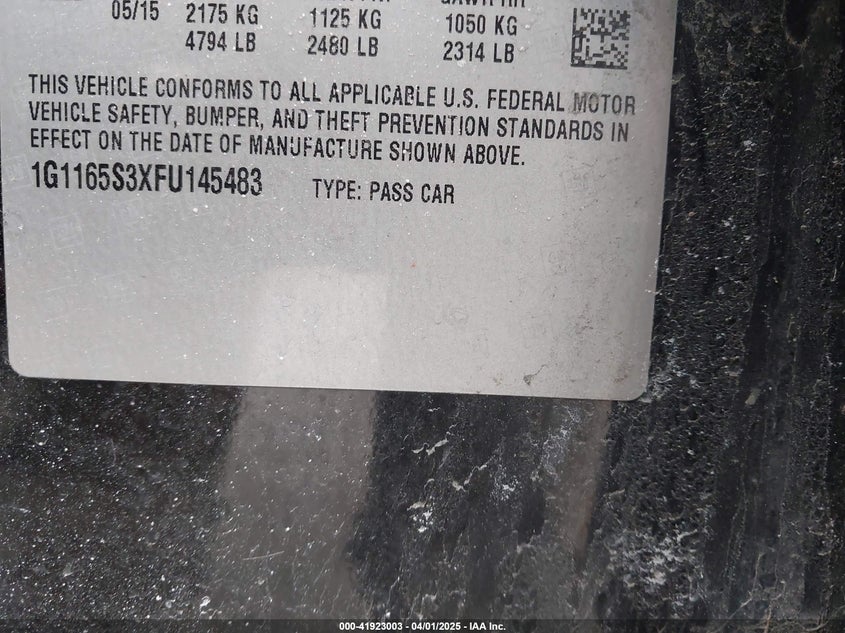 05/15 2175 KG 1125 KG 1050 KG
4794 LB 2480 LB 2314 LB
THIS VEHICLE CONFORMS TO ALL APPLICABLE U.S. FEDERAL MOTOR
VEHICLE SAFETY, BUMPER, AND THEFT PREVENTION STANDARDS IN
EFFECT ON THE DATE OF MANUFACTURE SHOWN ABOVE.
1G1165S3XFU145483 TYPE: PASS CAR
000-41923003 - 04/01/2025 - IAA Inc.